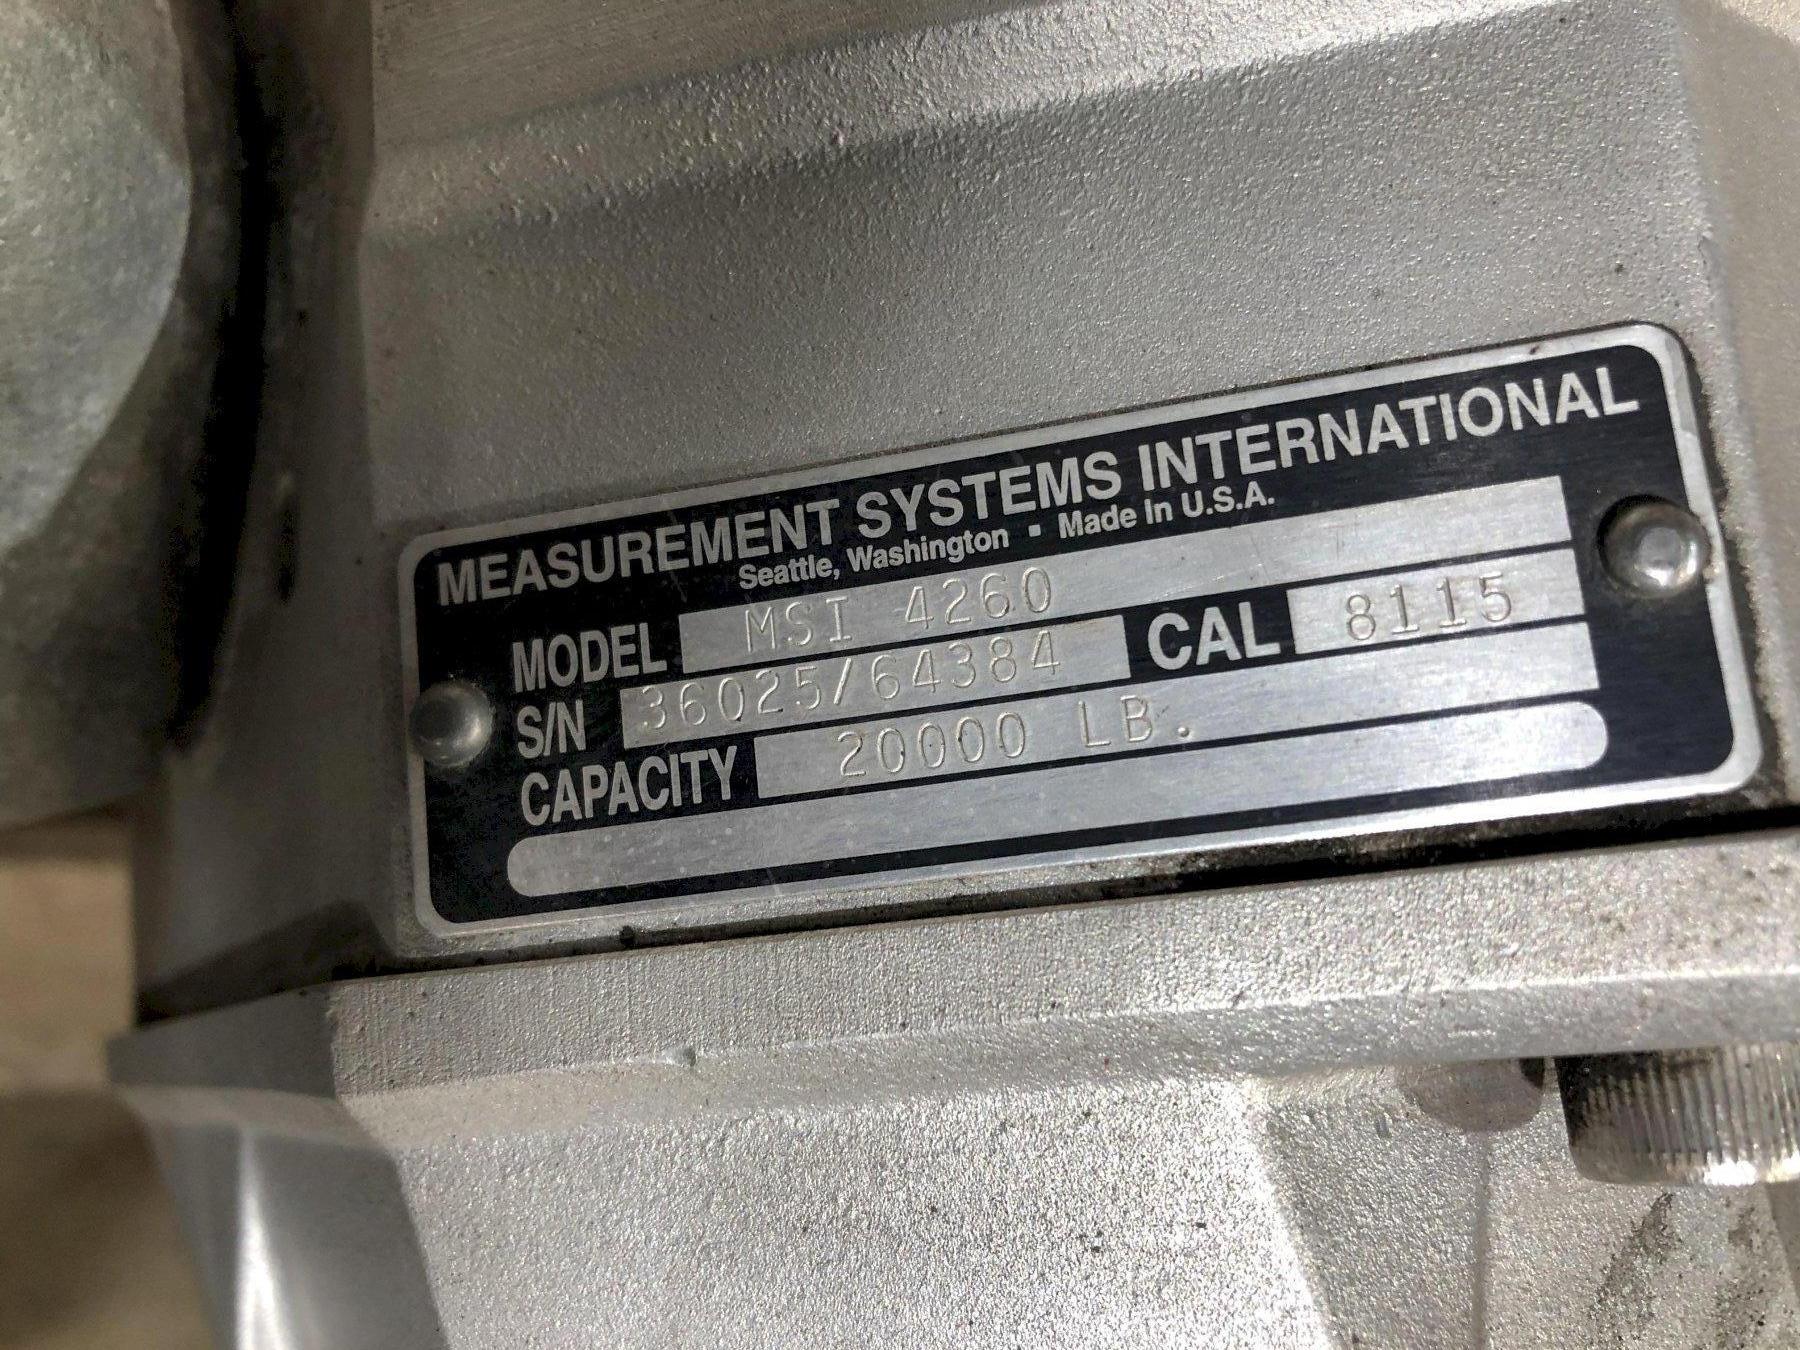 MEASUREMENT SYSTEMS INTERNATIONAL
Seattle, Washington ▪ Made in U.S.A.
MODEL MSI 4260
S/N 36025/64384 CAL 8115
CAPACITY 20000 LB.